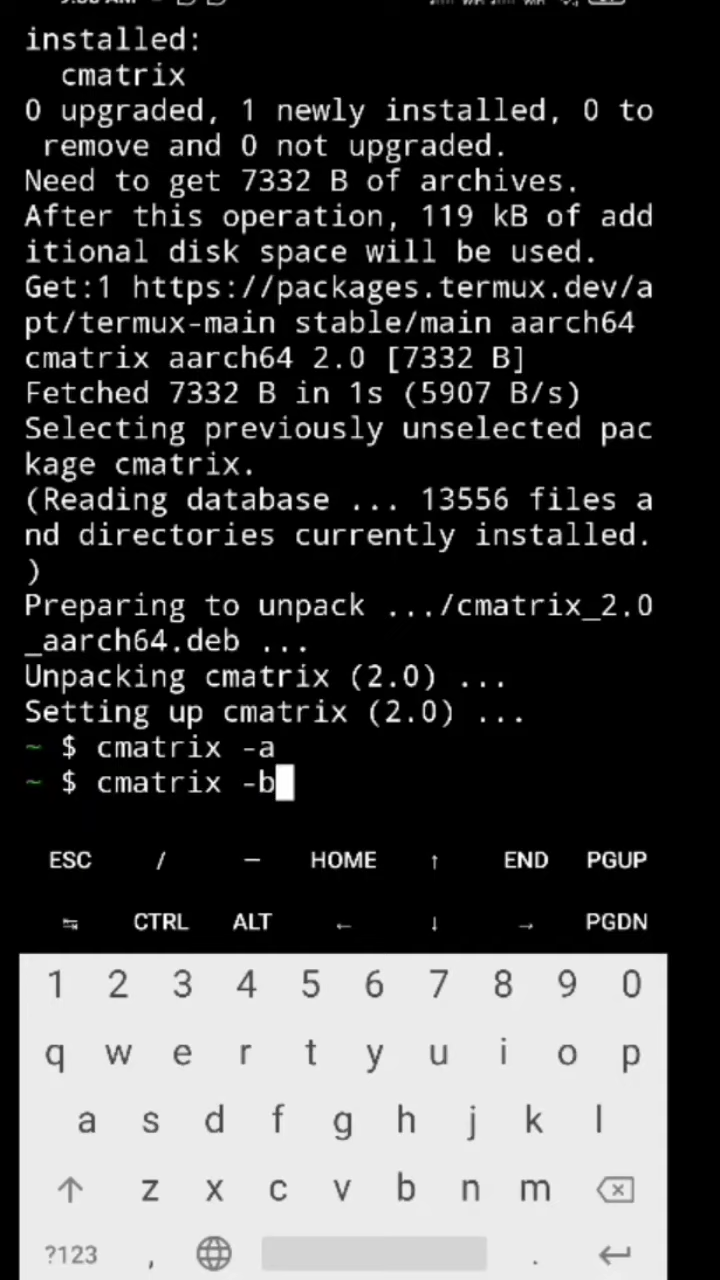 installed:
cmatrix
0 upgraded, 1 newly installed, 0 to
remove and 0 not upgraded.
Need to get 7332 B of archives.
After this operation, 119 kB of add
itional disk space will be used.
Get:1 https://packages.termux.dev/a
pt/termux-main stable/main aarch64
cmatrix aarch64 2.0 [7332 B]
Fetched 7332 B in 1s (5907 B/s)
Selecting previously unselected pac
kage cmatrix.
(Reading database ... 13556 files a
nd directories currently installed.
)
Preparing to unpack .../cmatrix_2.0
_aarch64.deb ...
Unpacking cmatrix (2.0) ...
Setting up cmatrix (2.0) ...
~ $ cmatrix -a
~ $ cmatrix -b
ESC / — HOME ↑ END PGUP
↹ CTRL ALT ← ↓ → PGDN
1 2 3 4 5 6 7 8 9 0
q w e r t y u i o p
a s d f g h j k l
z x c v b n m
?123 , .